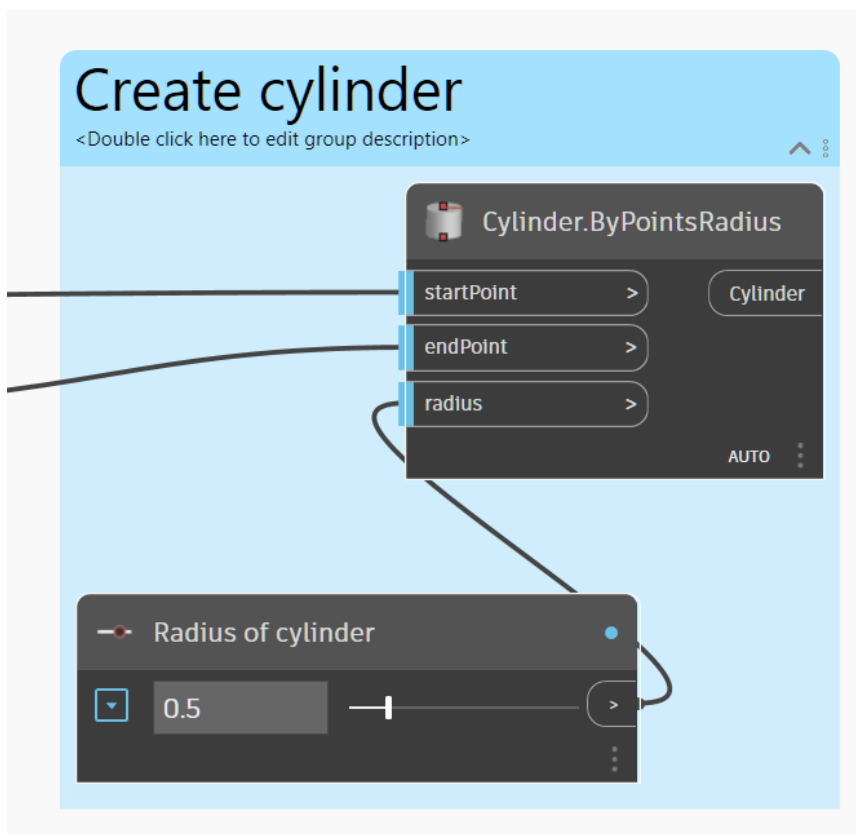 Create cylinder
<Double click here to edit group description>
Cylinder.ByPointsRadius
startPoint > Cylinder
endPoint >
radius >
AUTO
Radius of cylinder
0.5 >